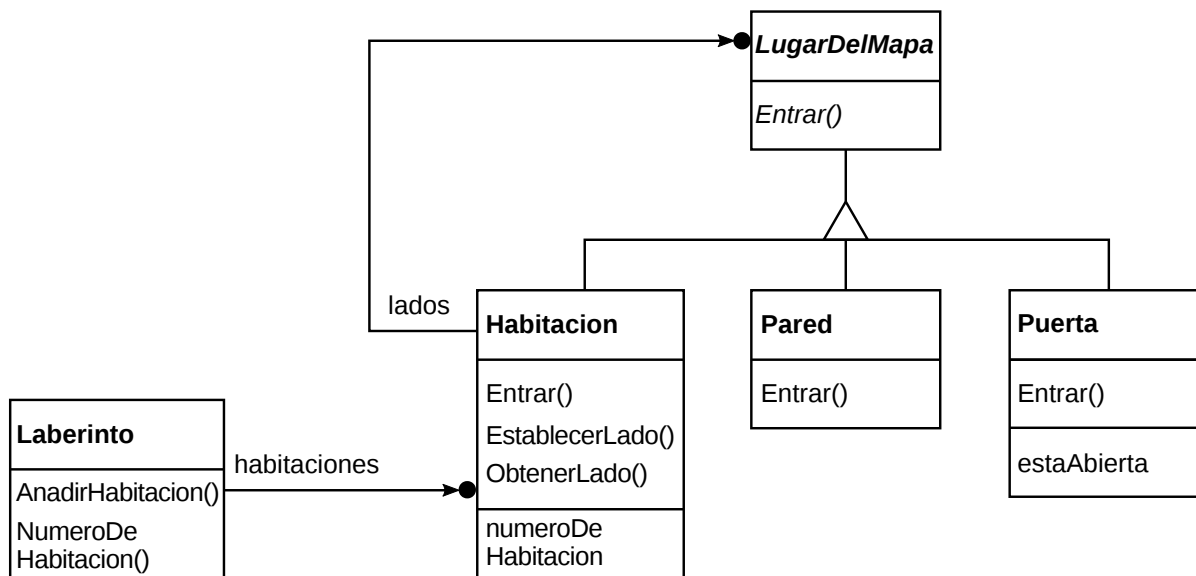 LugarDelMapa
Entrar()
lados
Habitacion
Entrar()
EstablecerLado()
ObtenerLado()
numeroDe
Habitacion
Pared
Entrar()
Puerta
Entrar()
estaAbierta
Laberinto
AnadirHabitacion()
NumeroDe
Habitacion()
habitaciones